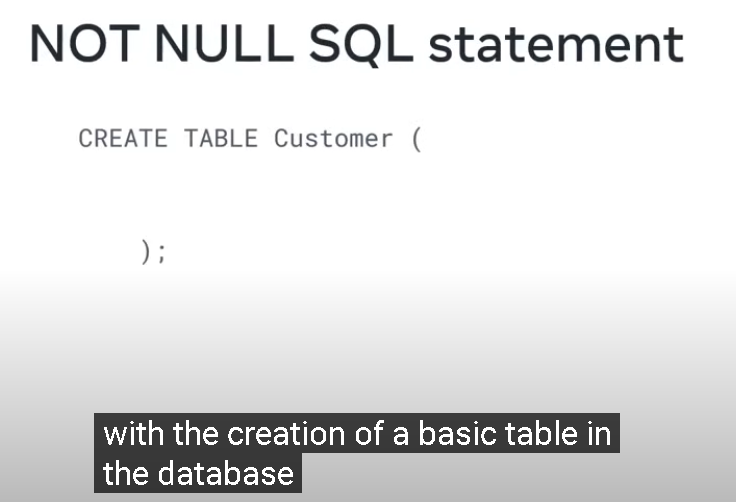 NOT NULL SQL statement
CREATE TABLE Customer (
);
with the creation of a basic table in
the database